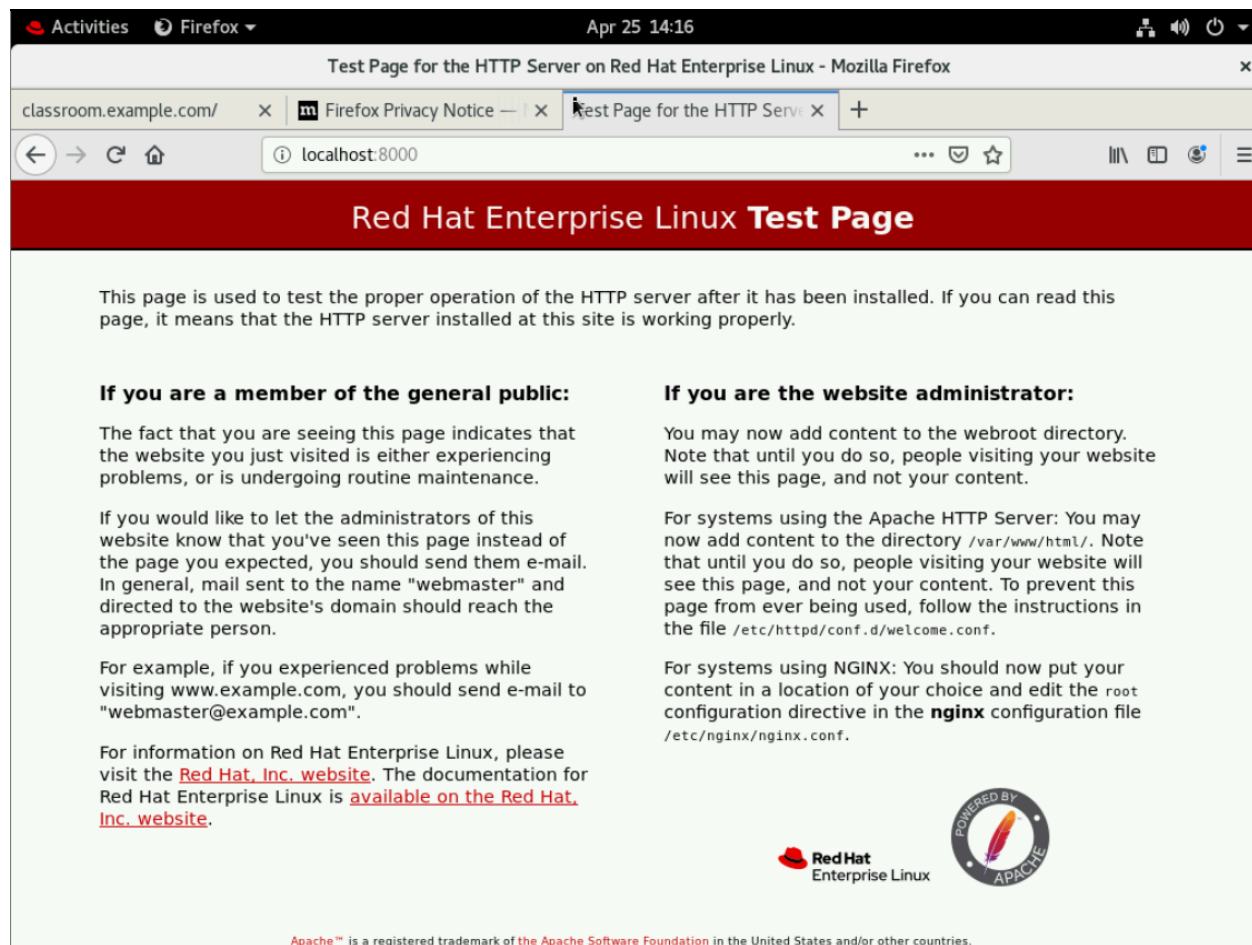 Activities Firefox Apr 25 14:16
Test Page for the HTTP Server on Red Hat Enterprise Linux - Mozilla Firefox
classroom.example.com/ Firefox Privacy Notice — Test Page for the HTTP Serve
localhost:8000
Red Hat Enterprise Linux Test Page
This page is used to test the proper operation of the HTTP server after it has been installed. If you can read this
page, it means that the HTTP server installed at this site is working properly.
If you are a member of the general public:
The fact that you are seeing this page indicates that
the website you just visited is either experiencing
problems, or is undergoing routine maintenance.
If you would like to let the administrators of this
website know that you've seen this page instead of
the page you expected, you should send them e-mail.
In general, mail sent to the name "webmaster" and
directed to the website's domain should reach the
appropriate person.
For example, if you experienced problems while
visiting www.example.com, you should send e-mail to
"webmaster@example.com".
For information on Red Hat Enterprise Linux, please
visit the Red Hat, Inc. website. The documentation for
Red Hat Enterprise Linux is available on the Red Hat,
Inc. website.
If you are the website administrator:
You may now add content to the webroot directory.
Note that until you do so, people visiting your website
will see this page, and not your content.
For systems using the Apache HTTP Server: You may
now add content to the directory /var/www/html/. Note
that until you do so, people visiting your website will
see this page, and not your content. To prevent this
page from ever being used, follow the instructions in
the file /etc/httpd/conf.d/welcome.conf.
For systems using NGINX: You should now put your
content in a location of your choice and edit the root
configuration directive in the nginx configuration file
/etc/nginx/nginx.conf.
Red Hat
Enterprise Linux
POWERED BY
APACHE
Apache™ is a registered trademark of the Apache Software Foundation in the United States and/or other countries.